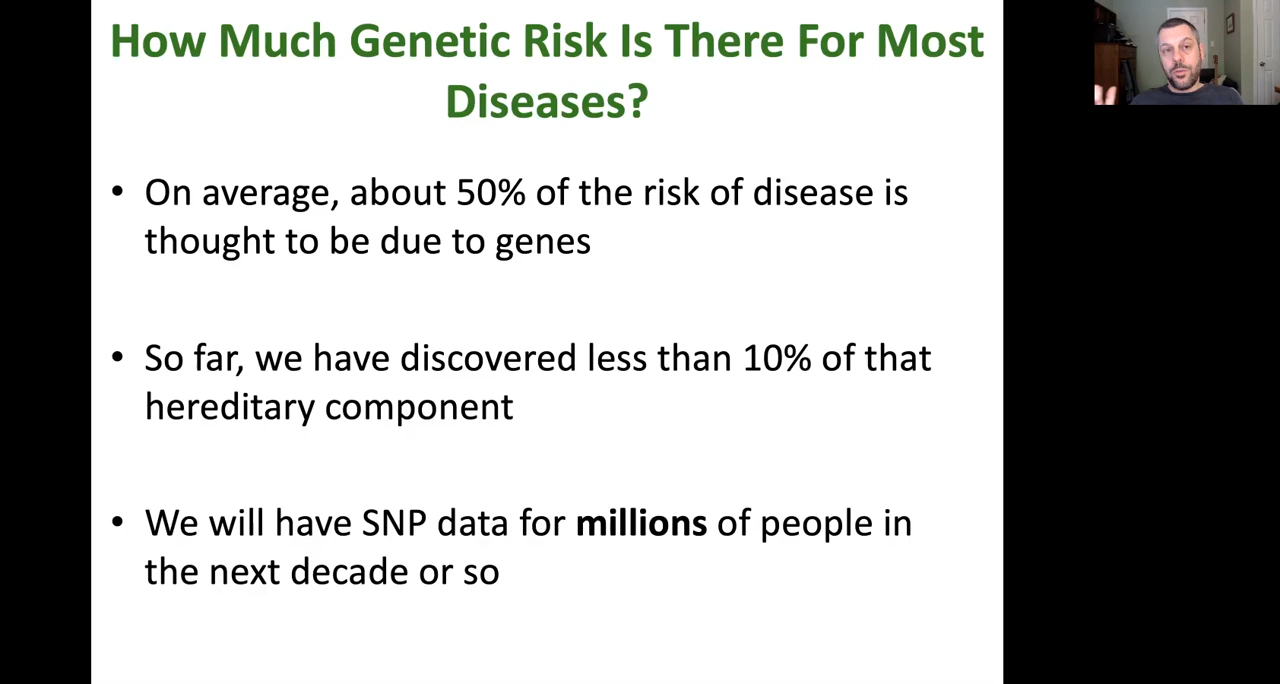 How Much Genetic Risk Is There For Most
Diseases?
• On average, about 50% of the risk of disease is
thought to be due to genes
• So far, we have discovered less than 10% of that
hereditary component
• We will have SNP data for millions of people in
the next decade or so